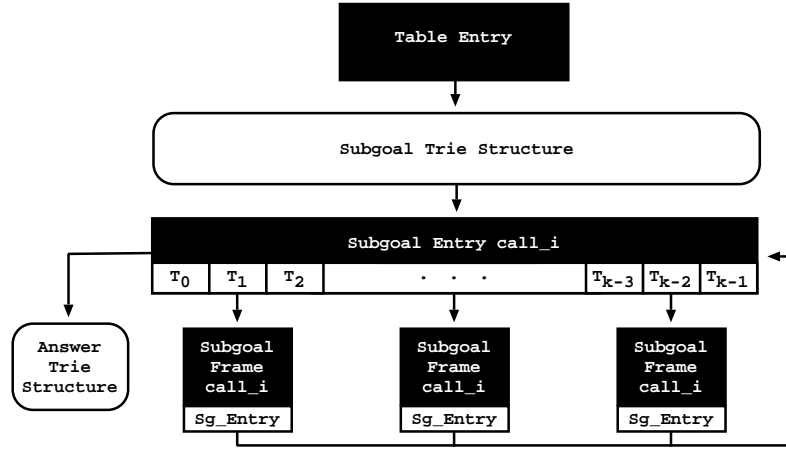 Table Entry
Subgoal Trie Structure
Subgoal Entry call_i
T0 T1 T2 . . . Tk-3 Tk-2 Tk-1
Answer
Trie
Structure
Subgoal
Frame
call_i
Sg_Entry
Subgoal
Frame
call_i
Sg_Entry
Subgoal
Frame
call_i
Sg_Entry